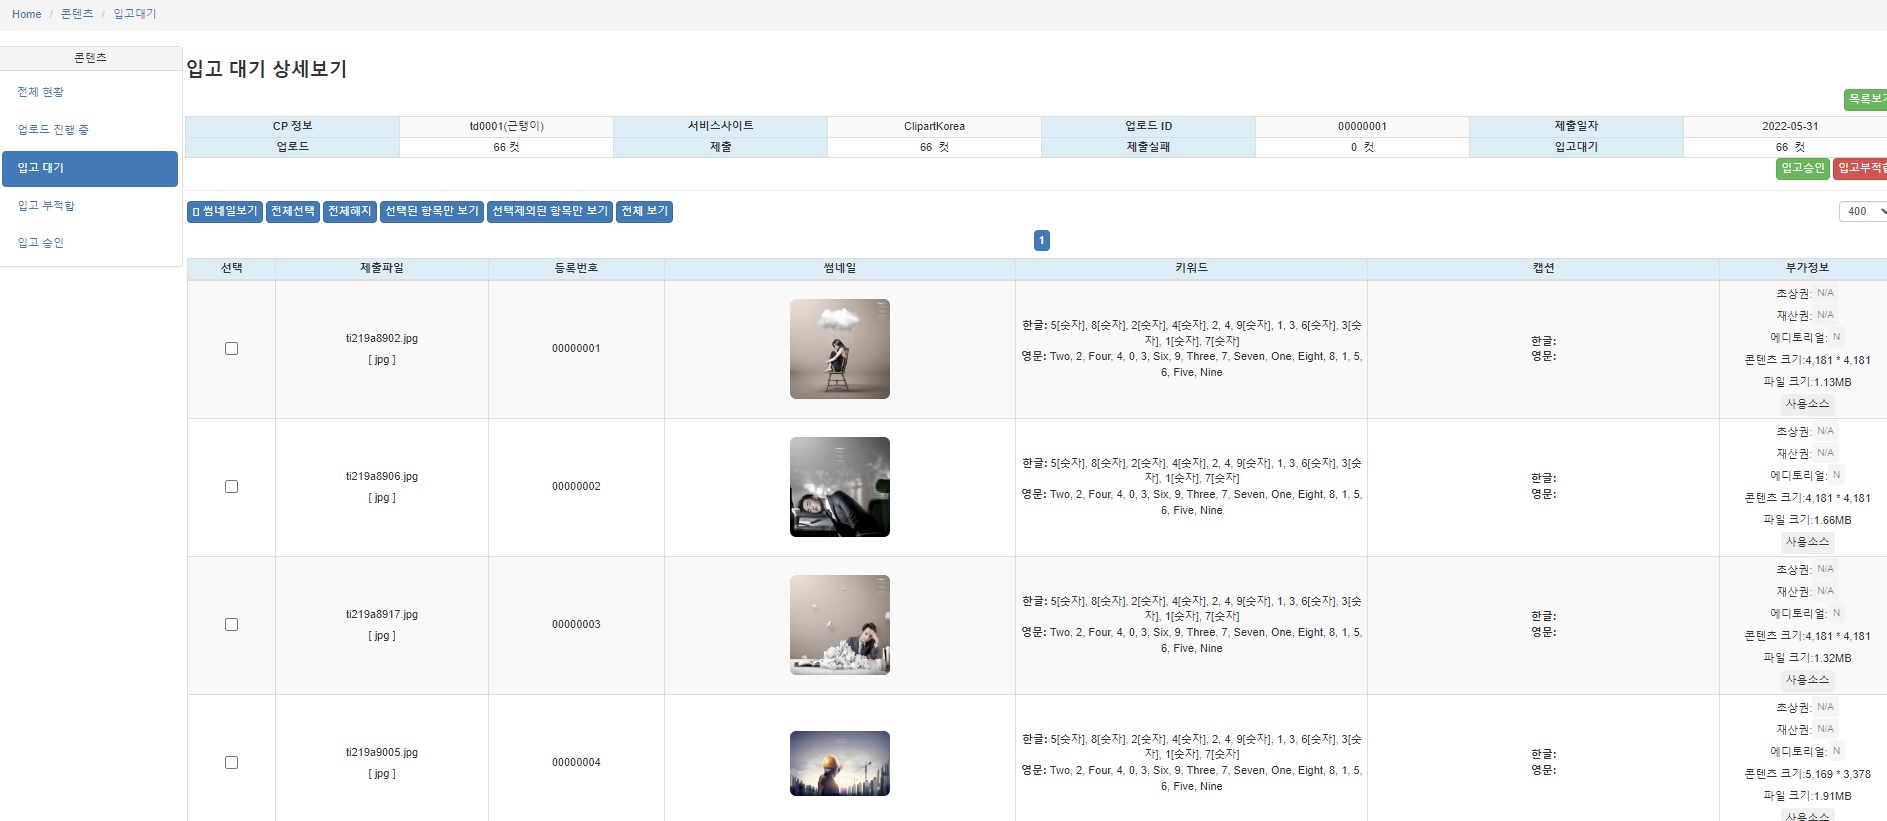 Home / 콘텐츠 / 입고대기
콘텐츠
전체 현황
업로드 진행 중
입고 대기
입고 부적합
입고 승인
입고 대기 상세보기
목록보기
CP 정보 td0001(근탱이) 서비스사이트 ClipartKorea 업로드 ID 00000001 제출일자 2022-05-31
업로드 66 컷 제출 66 컷 제출실패 0 컷 입고대기 66 컷
입고승인 입고부적합
썸네일보기 전체선택 전체해지 선택된 항목만 보기 선택제외된 항목만 보기 전체 보기
400
1
선택 제출파일 등록번호 썸네일 키워드 캡션 부가정보
ti219a8902.jpg
[ jpg ]
00000001
한글: 5[숫자], 8[숫자], 2[숫자], 4[숫자], 2, 4, 9[숫자], 1, 3, 6[숫자], 3[숫
자], 1[숫자], 7[숫자]
영문: Two, 2, Four, 4, 0, 3, Six, 9, Three, 7, Seven, One, Eight, 8, 1, 5,
6, Five, Nine
한글:
영문:
초상권: N/A
재산권: N/A
에디토리얼: N
콘텐츠 크기:4,181 * 4,181
파일 크기:1.13MB
사용소스
ti219a8906.jpg
[ jpg ]
00000002
한글: 5[숫자], 8[숫자], 2[숫자], 4[숫자], 2, 4, 9[숫자], 1, 3, 6[숫자], 3[숫
자], 1[숫자], 7[숫자]
영문: Two, 2, Four, 4, 0, 3, Six, 9, Three, 7, Seven, One, Eight, 8, 1, 5,
6, Five, Nine
한글:
영문:
초상권: N/A
재산권: N/A
에디토리얼: N
콘텐츠 크기:4,181 * 4,181
파일 크기:1.66MB
사용소스
ti219a8917.jpg
[ jpg ]
00000003
한글: 5[숫자], 8[숫자], 2[숫자], 4[숫자], 2, 4, 9[숫자], 1, 3, 6[숫자], 3[숫
자], 1[숫자], 7[숫자]
영문: Two, 2, Four, 4, 0, 3, Six, 9, Three, 7, Seven, One, Eight, 8, 1, 5,
6, Five, Nine
한글:
영문:
초상권: N/A
재산권: N/A
에디토리얼: N
콘텐츠 크기:4,181 * 4,181
파일 크기:1.32MB
사용소스
ti219a9005.jpg
[ jpg ]
00000004
한글: 5[숫자], 8[숫자], 2[숫자], 4[숫자], 2, 4, 9[숫자], 1, 3, 6[숫자], 3[숫
자], 1[숫자], 7[숫자]
영문: Two, 2, Four, 4, 0, 3, Six, 9, Three, 7, Seven, One, Eight, 8, 1, 5,
6, Five, Nine
한글:
영문:
초상권: N/A
재산권: N/A
에디토리얼: N
콘텐츠 크기:5,169 * 3,378
파일 크기:1.91MB
사용소스